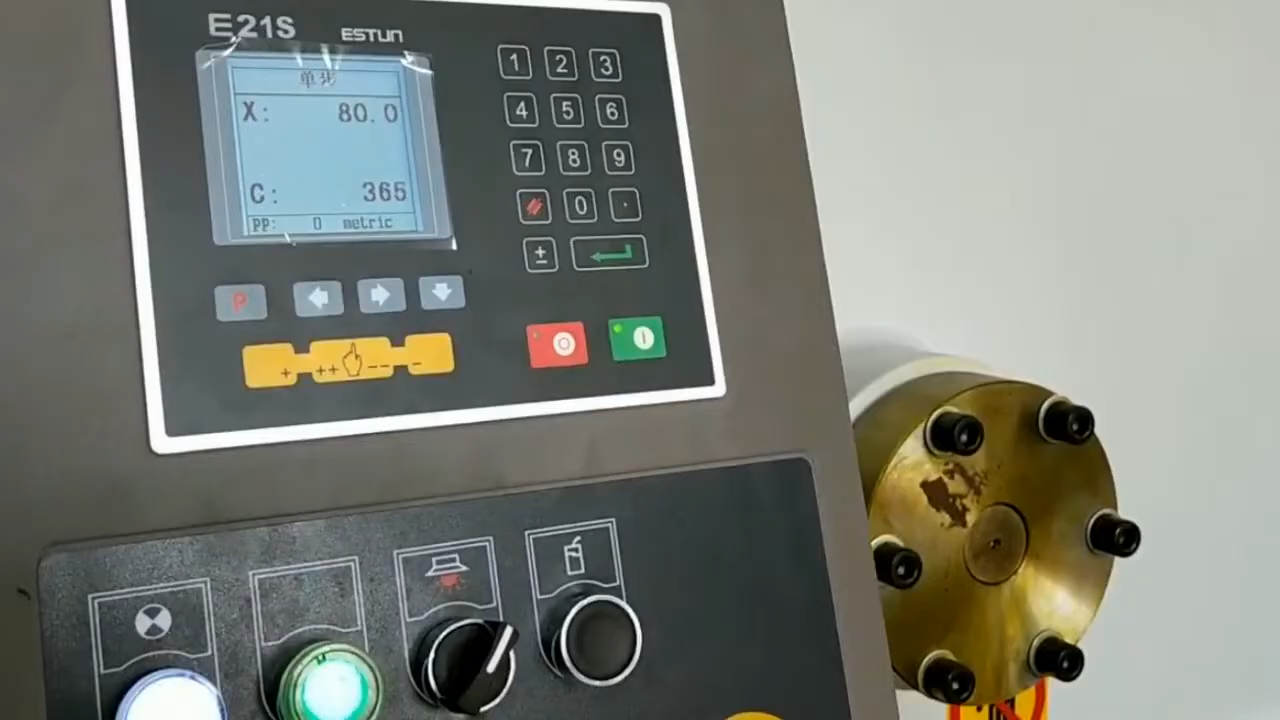 E21S ESTUN
单步
X: 80.0
C: 365
PP: 0 metric
1 2 3
4 5 6
7 8 9
0 .
±
P
+ ++ -- -